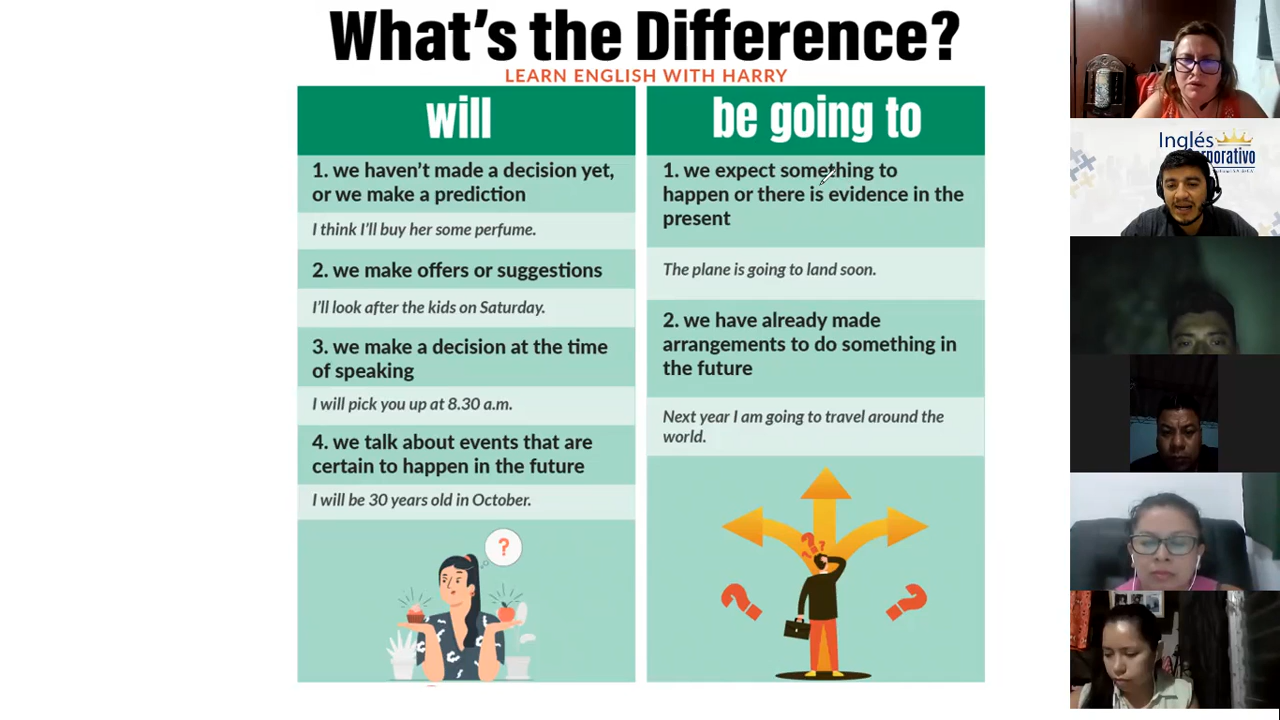 What's the Difference?
LEARN ENGLISH WITH HARRY
will
1. we haven't made a decision yet,
or we make a prediction
I think I'll buy her some perfume.
2. we make offers or suggestions
I'll look after the kids on Saturday.
3. we make a decision at the time
of speaking
I will pick you up at 8.30 a.m.
4. we talk about events that are
certain to happen in the future
I will be 30 years old in October.
?
be going to
1. we expect something to
happen or there is evidence in the
present
The plane is going to land soon.
2. we have already made
arrangements to do something in
the future
Next year I am going to travel around the
world.
? ?
? ?
Inglés